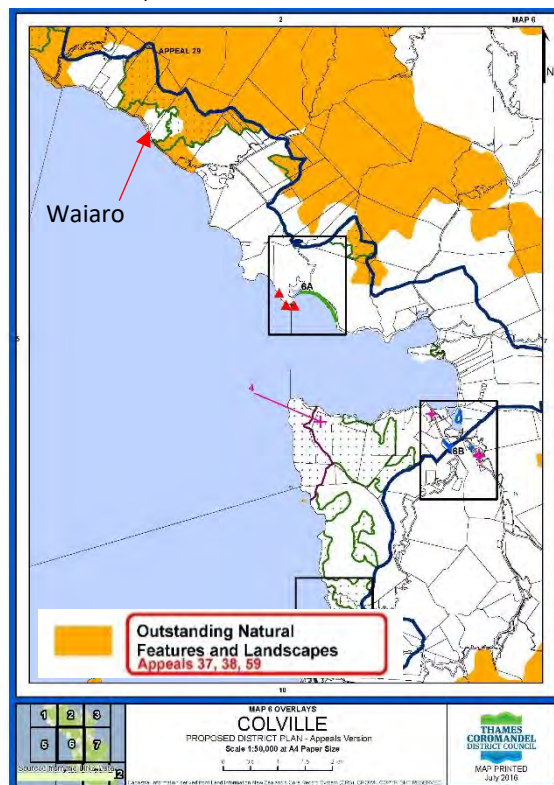 2
MAP 6
APPEAL 29
N
Waiaro
6A
5
4
6B
Outstanding Natural
Features and Landscapes
Appeals 37, 38, 59
10
1 2 3
5 6 7
MAP 6 OVERLAYS
COLVILLE
PROPOSED DISTRICT PLAN - Appeals Version
Scale 1:50,000 at A4 Paper Size
THAMES
COROMANDEL
DISTRICT COUNCIL
MAP PRINTED
July 2016